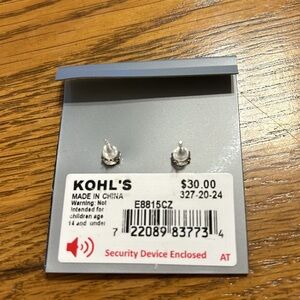 KOHL'S
MADE IN CHINA
Warning: Not
intended for
children age
14 and under
$30.00
327-20-24
E8815CZ
7 22089 83773 4
Security Device Enclosed AT